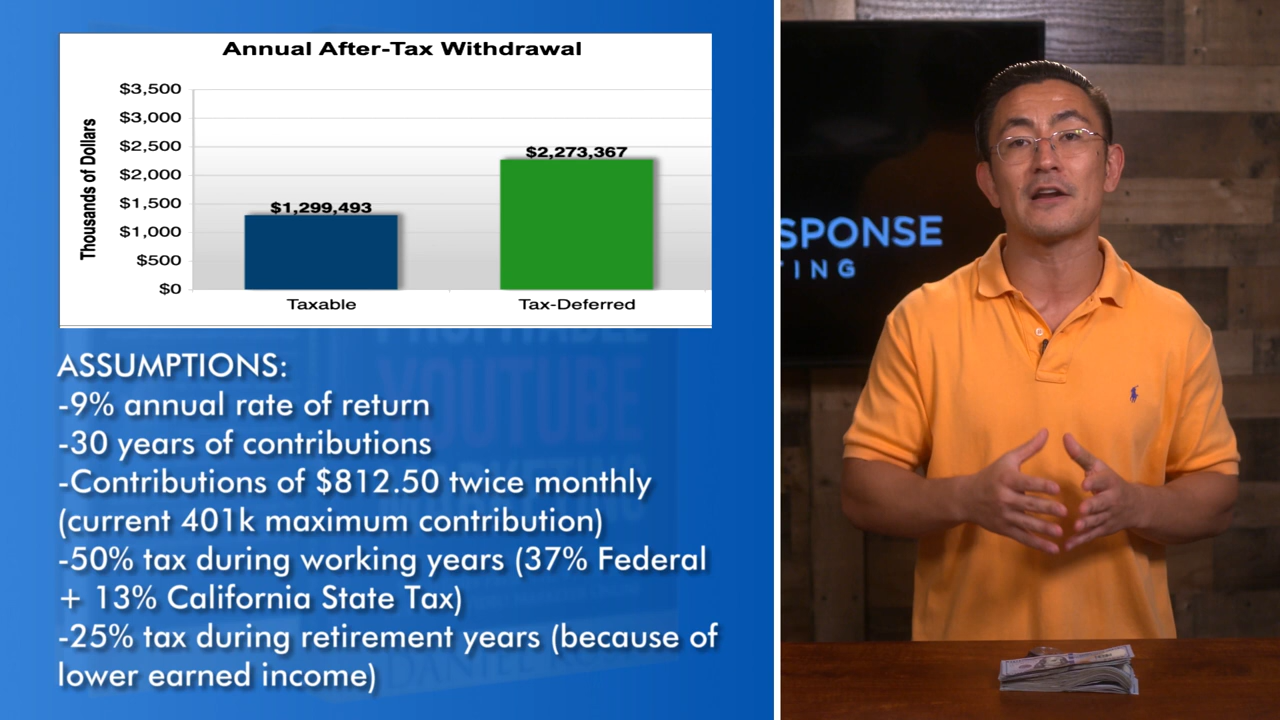 Annual After-Tax Withdrawal
Thousands of Dollars
$3,500
$3,000
$2,500
$2,000
$1,500
$1,000
$500
$0
$1,299,493
$2,273,367
Taxable
Tax-Deferred
ASSUMPTIONS:
-9% annual rate of return
-30 years of contributions
-Contributions of $812.50 twice monthly
(current 401k maximum contribution)
-50% tax during working years (37% Federal
+ 13% California State Tax)
-25% tax during retirement years (because of
lower earned income)
SPONSE
TING
YOUTUBE